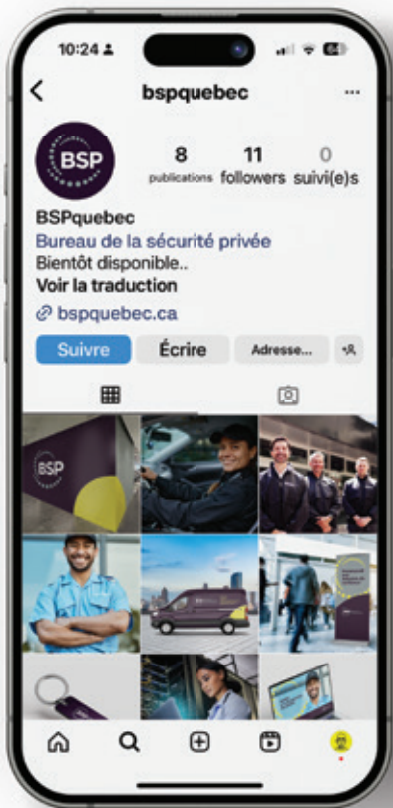 10:24
64
bspquebec
BSP
8 11 0
publications followers suivi(e)s
BSPquebec
Bureau de la sécurité privée
Bientôt disponible..
Voir la traduction
bspquebec.ca
Suivre Écrire Adresse...
BSP